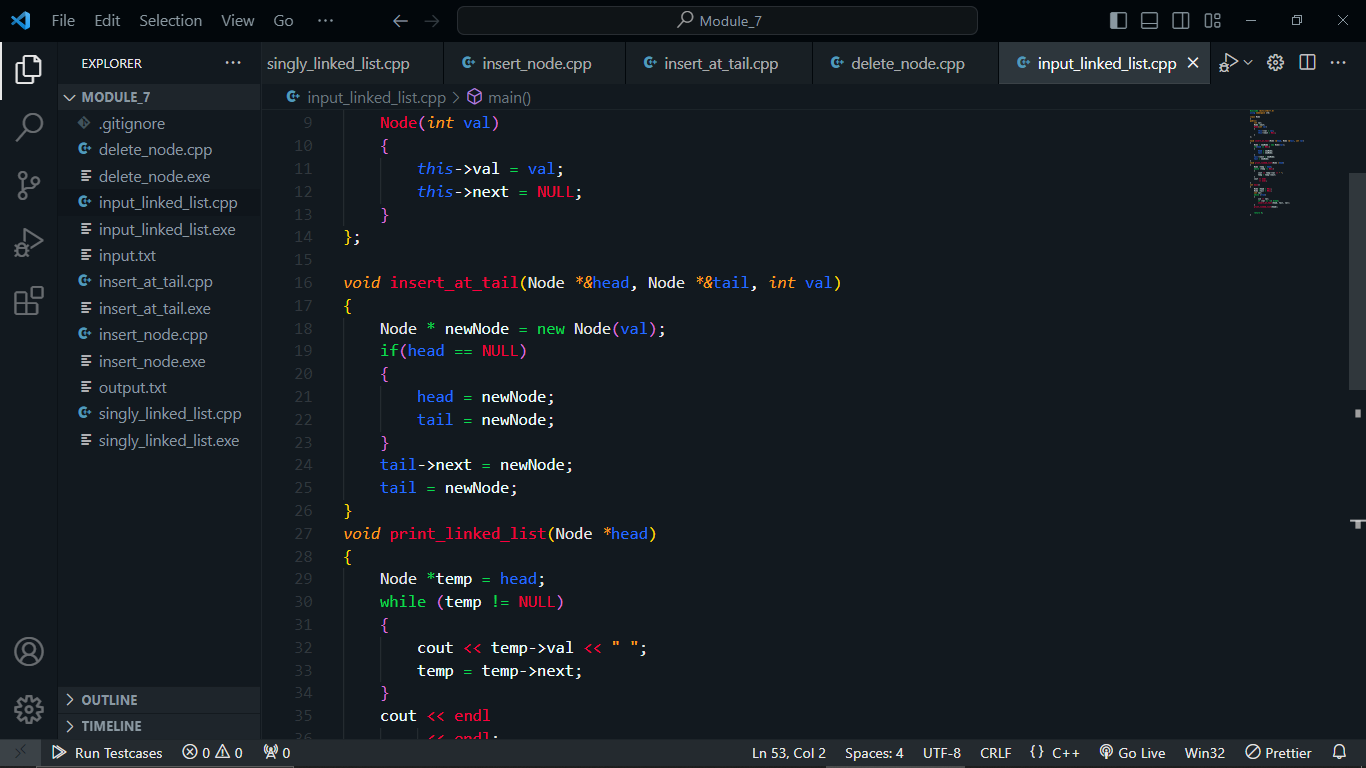 File Edit Selection View Go ··· Module_7
EXPLORER ···
MODULE_7
.gitignore
delete_node.cpp
delete_node.exe
input_linked_list.cpp
input_linked_list.exe
input.txt
insert_at_tail.cpp
insert_at_tail.exe
insert_node.cpp
insert_node.exe
output.txt
singly_linked_list.cpp
singly_linked_list.exe
OUTLINE
TIMELINE
singly_linked_list.cpp insert_node.cpp insert_at_tail.cpp delete_node.cpp input_linked_list.cpp
input_linked_list.cpp > main()
9 Node(int val)
10 {
11 this->val = val;
12 this->next = NULL;
13 }
14 };
15
16 void insert_at_tail(Node *&head, Node *&tail, int val)
17 {
18 Node * newNode = new Node(val);
19 if(head == NULL)
20 {
21 head = newNode;
22 tail = newNode;
23 }
24 tail->next = newNode;
25 tail = newNode;
26 }
27 void print_linked_list(Node *head)
28 {
29 Node *temp = head;
30 while (temp != NULL)
31 {
32 cout << temp->val << " ";
33 temp = temp->next;
34 }
35 cout << endl
36 << endl;
Run Testcases 0 0 0 Ln 53, Col 2 Spaces: 4 UTF-8 CRLF {} C++ Go Live Win32 Prettier